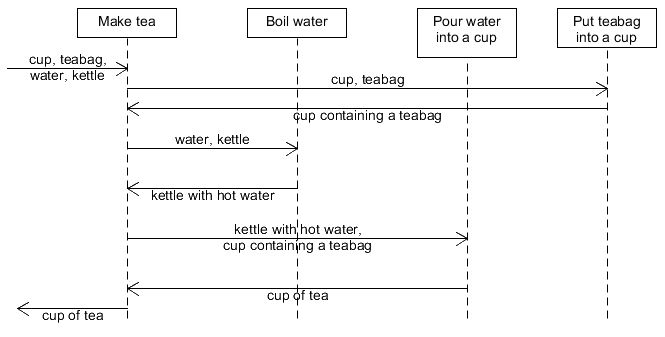 Make tea
Boil water
Pour water
into a cup
Put teabag
into a cup
cup, teabag,
water, kettle
cup, teabag
cup containing a teabag
water, kettle
kettle with hot water
kettle with hot water,
cup containing a teabag
cup of tea
cup of tea